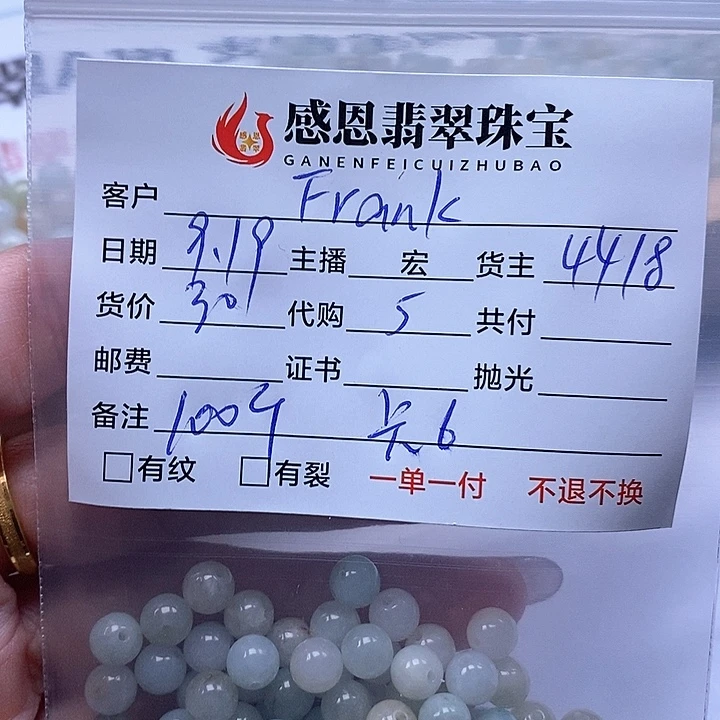 感恩翡翠珠宝
GANENFEICUIZHUBAO
客户 Frank
日期 9.19 主播 宏 货主 4418
货价 30 代购 5 共付
邮费 证书 抛光
备注 100 6
□有纹 □有裂 一单一付 不退不换